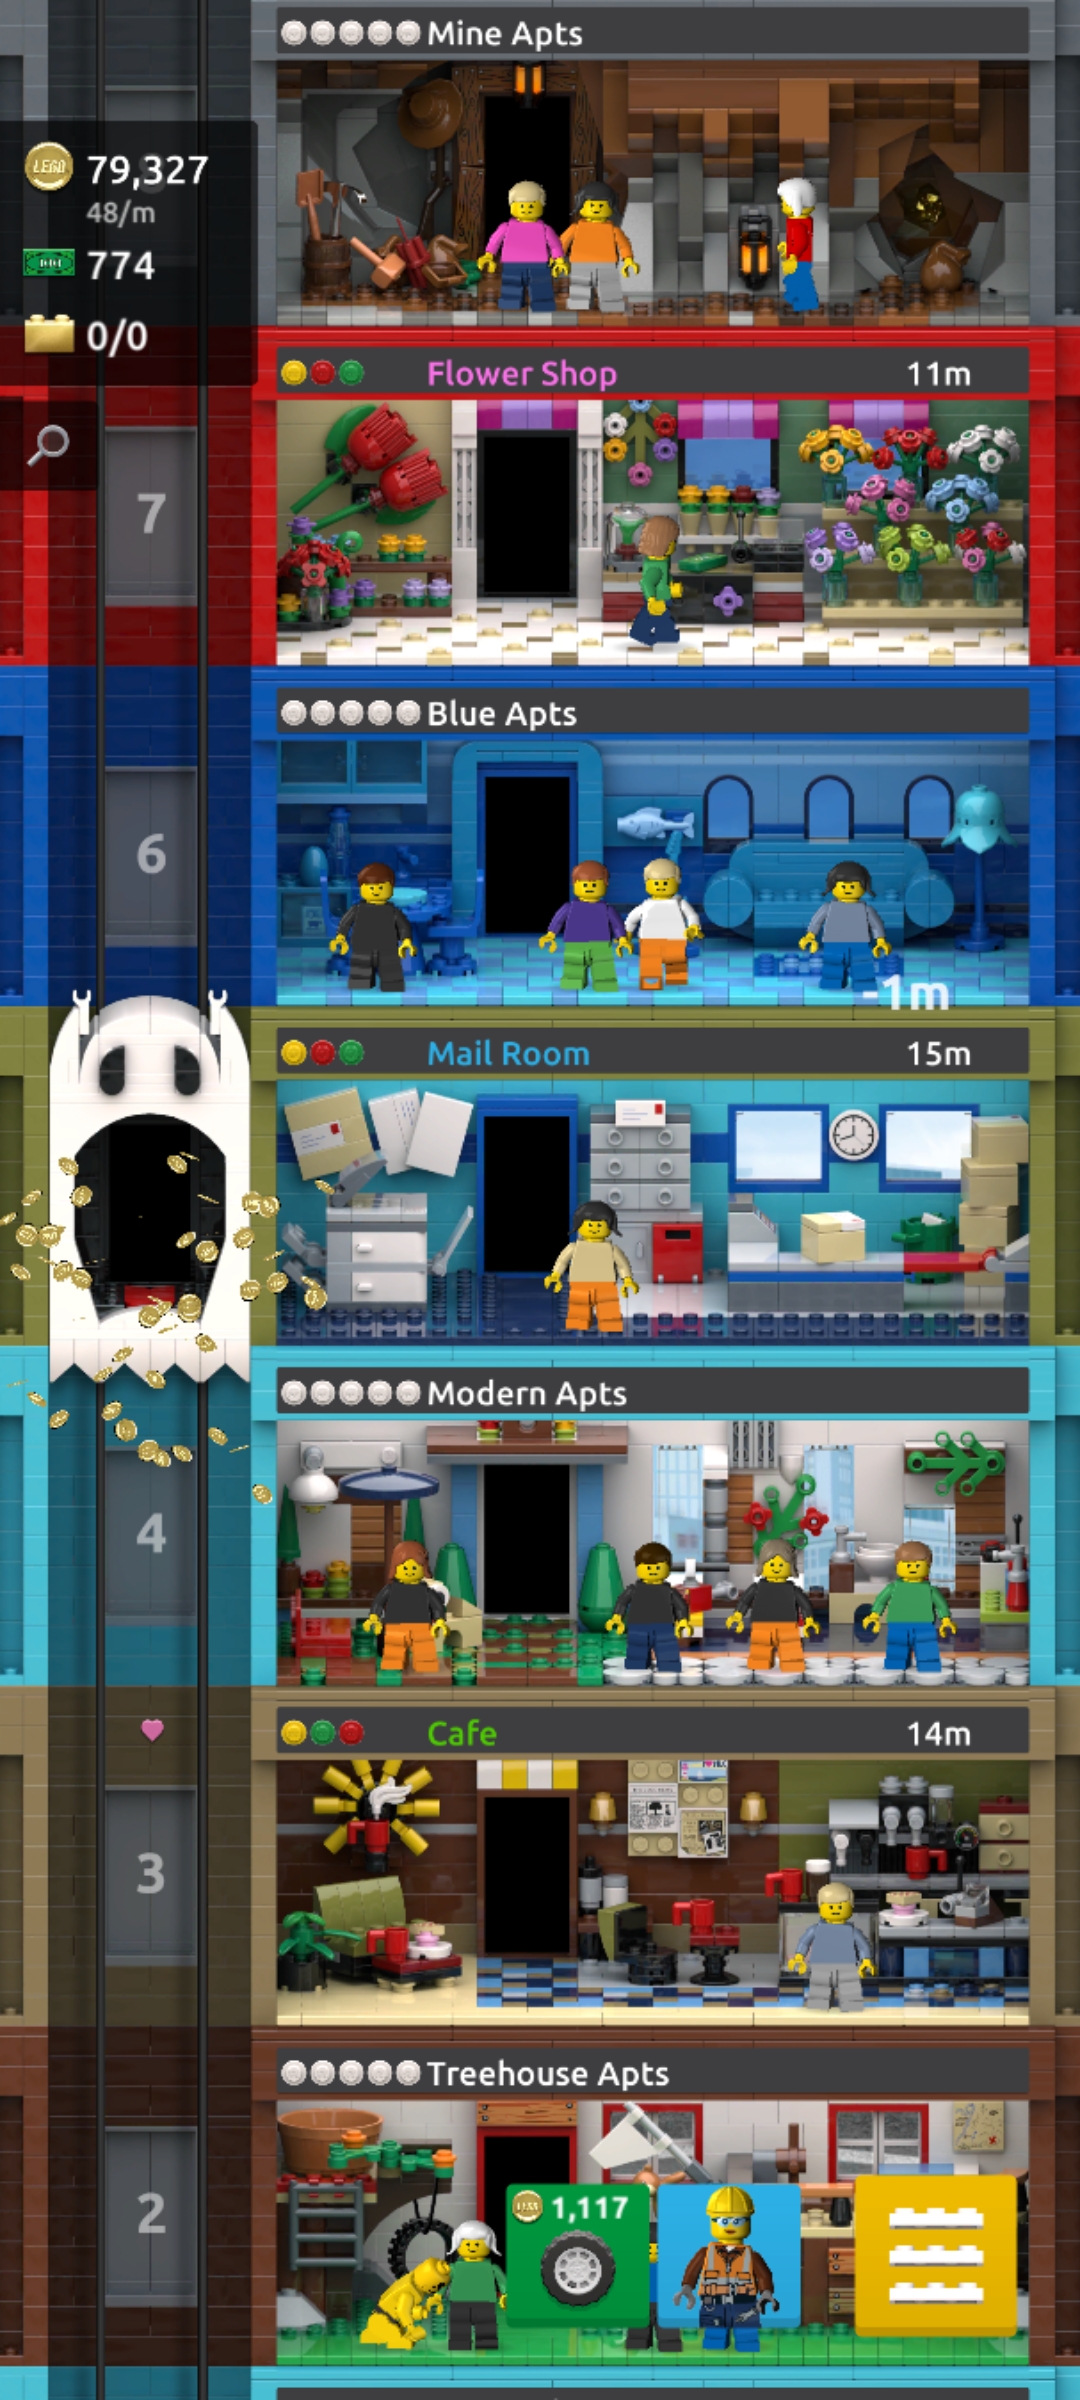 Mine Apts
LEGO 79,327
48/m
774
0/0
Flower Shop 11m
7
Blue Apts
6
-1m
Mail Room 15m
Modern Apts
4
Cafe 14m
3
Treehouse Apts
1,117
2